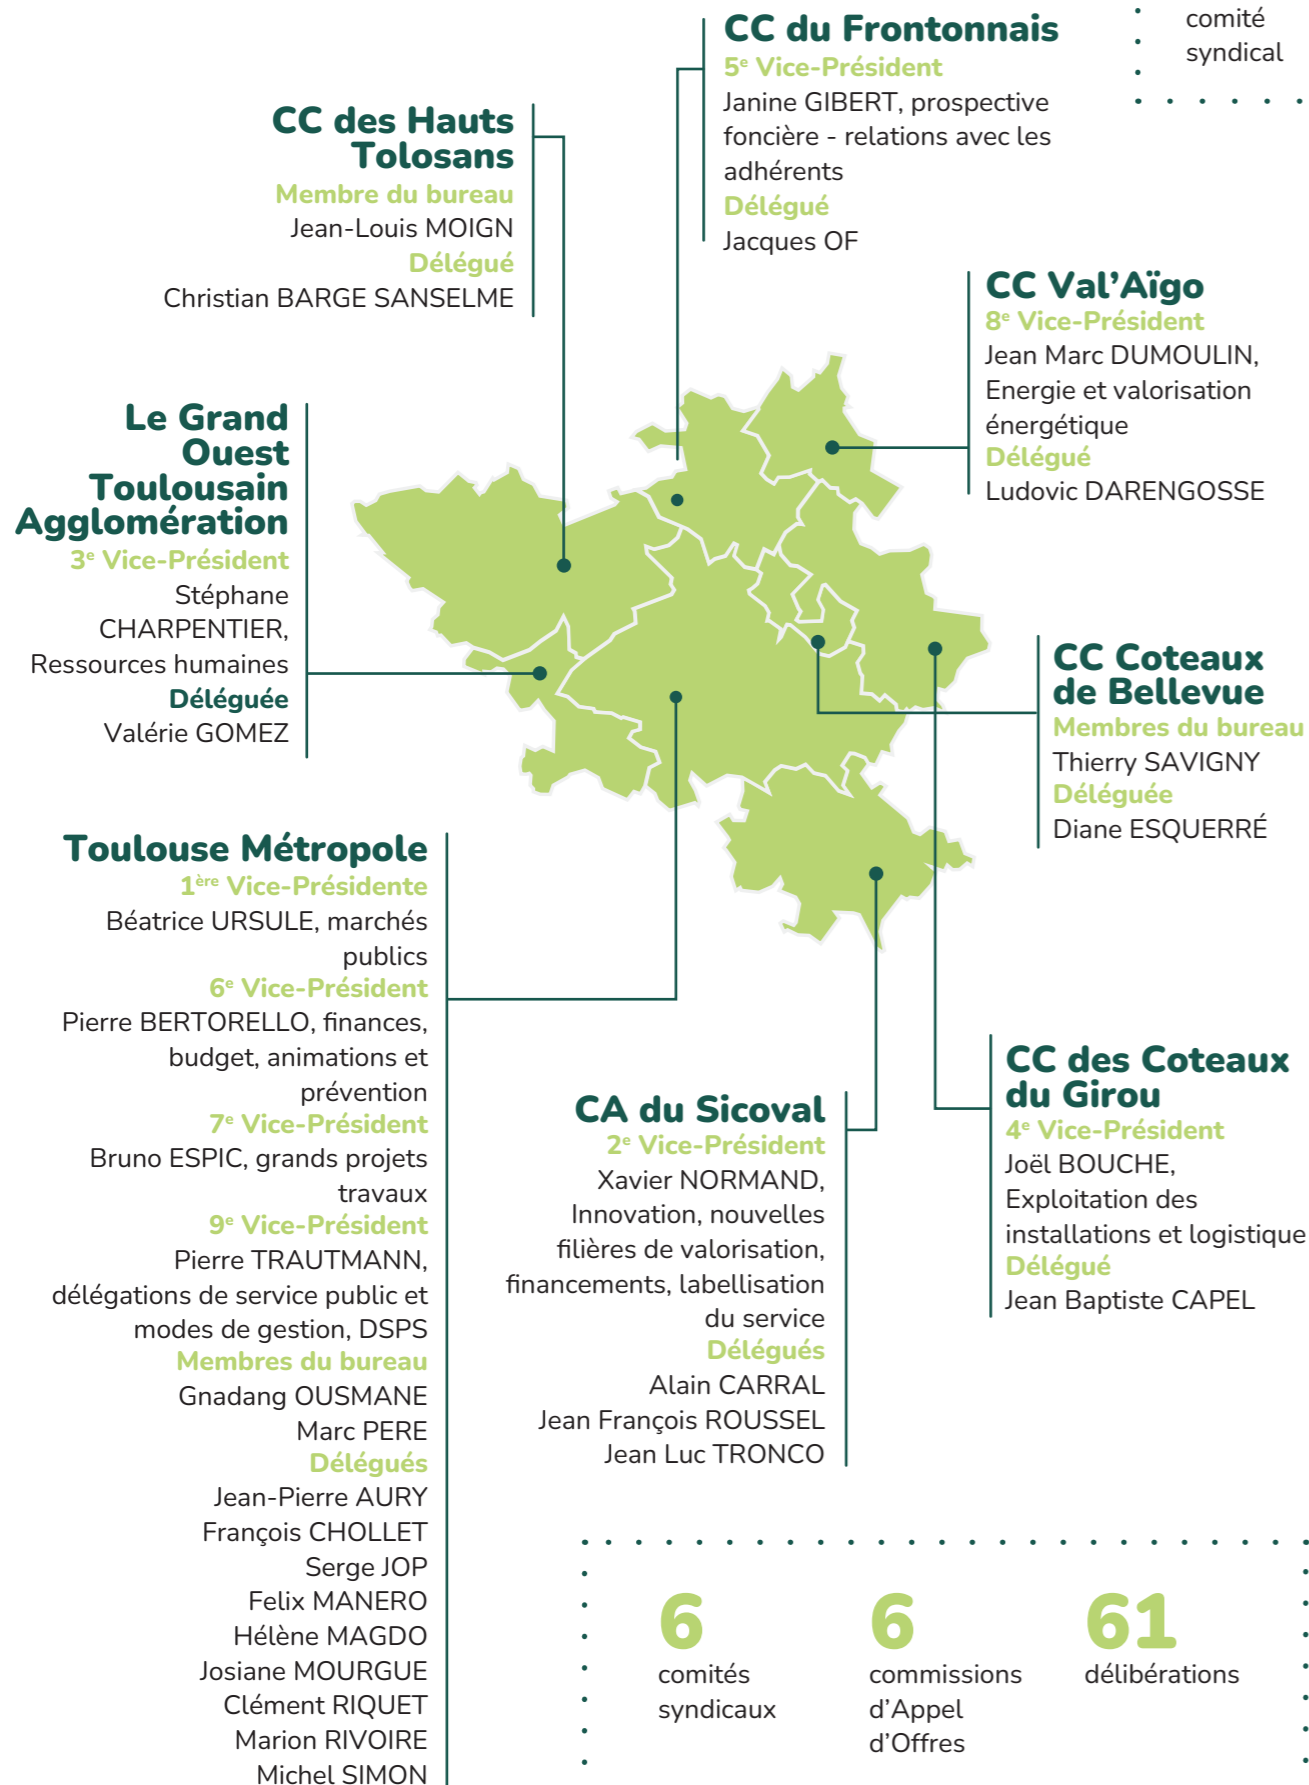 comité
syndical
CC du Frontonnais
5e Vice-Président
Janine GIBERT, prospective
foncière - relations avec les
adhérents
Délégué
Jacques OF
CC des Hauts
Tolosans
Membre du bureau
Jean-Louis MOIGN
Délégué
Christian BARGE SANSELME
CC Val’Aïgo
8e Vice-Président
Jean Marc DUMOULIN,
Energie et valorisation
énergétique
Délégué
Ludovic DARENGOSSE
Le Grand
Ouest
Toulousain
Agglomération
3e Vice-Président
Stéphane
CHARPENTIER,
Ressources humaines
Déléguée
Valérie GOMEZ
CC Coteaux
de Bellevue
Membres du bureau
Thierry SAVIGNY
Déléguée
Diane ESQUERRÉ
Toulouse Métropole
1ère Vice-Présidente
Béatrice URSULE, marchés
publics
6e Vice-Président
Pierre BERTORELLO, finances,
budget, animations et
prévention
7e Vice-Président
Bruno ESPIC, grands projets
travaux
9e Vice-Président
Pierre TRAUTMANN,
délégations de service public et
modes de gestion, DSPS
Membres du bureau
Gnadang OUSMANE
Marc PERE
Délégués
Jean-Pierre AURY
François CHOLLET
Serge JOP
Felix MANERO
Hélène MAGDO
Josiane MOURGUE
Clément RIQUET
Marion RIVOIRE
Michel SIMON
CA du Sicoval
2e Vice-Président
Xavier NORMAND,
Innovation, nouvelles
filières de valorisation,
financements, labellisation
du service
Délégués
Alain CARRAL
Jean François ROUSSEL
Jean Luc TRONCO
CC des Coteaux
du Girou
4e Vice-Président
Joël BOUCHE,
Exploitation des
installations et logistique
Délégué
Jean Baptiste CAPEL
6
comités
syndicaux
6
commissions
d’Appel
d’Offres
61
délibérations